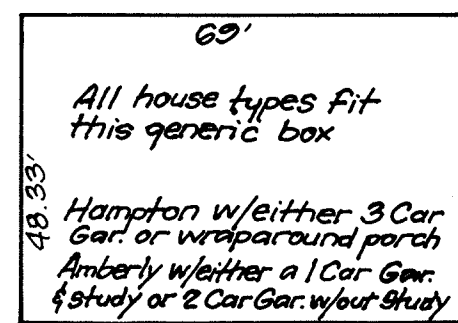 69'
All house types fit
this generic box
48.33'
Hampton w/either 3 Car
Gar. or wraparound porch
Amberly w/either a 1 Car Gar.
& study or 2 Car Gar. w/out Study